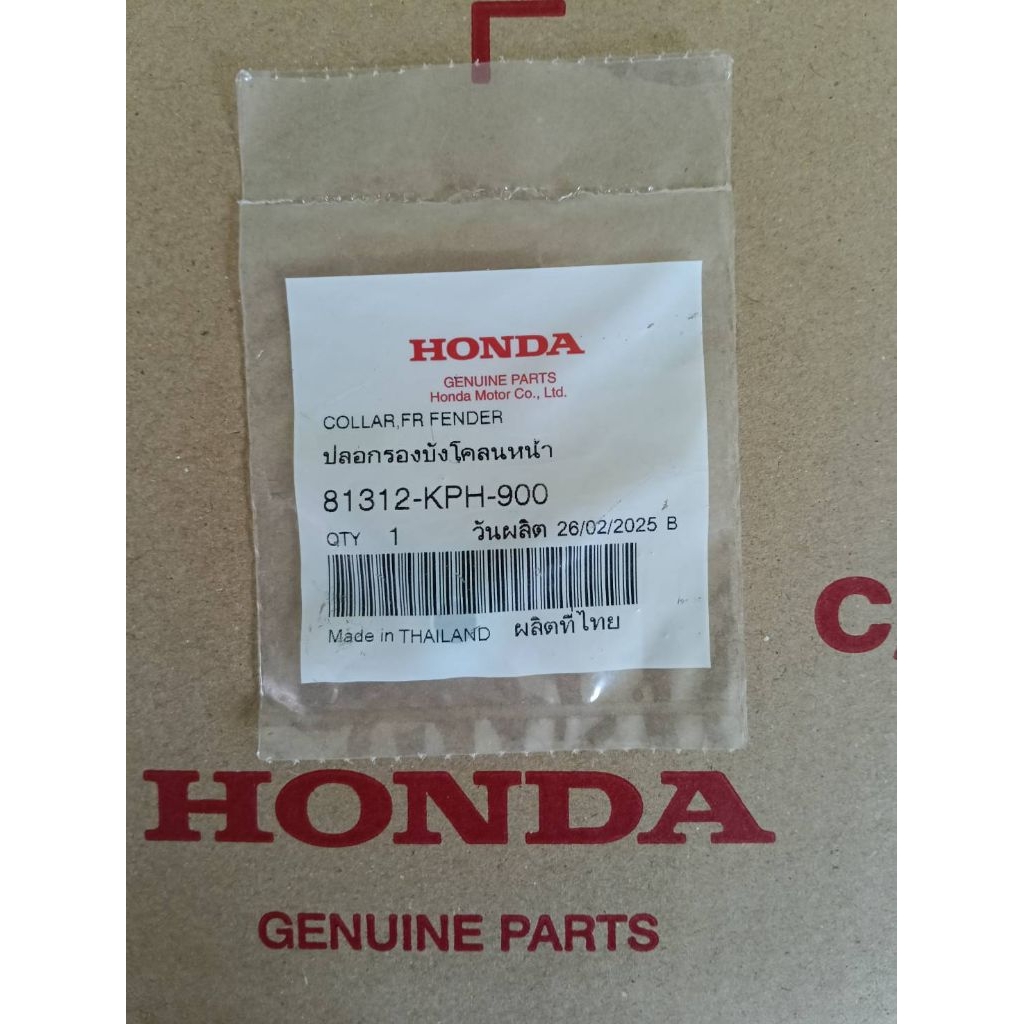 HONDA
GENUINE PARTS
Honda Motor Co., Ltd.
COLLAR,FR FENDER
ปลอกรองบังโคลนหน้า
81312-KPH-900
QTY 1 วันผลิต 26/02/2025 B
Made in THAILAND ผลิตที่ไทย
HONDA
GENUINE PARTS